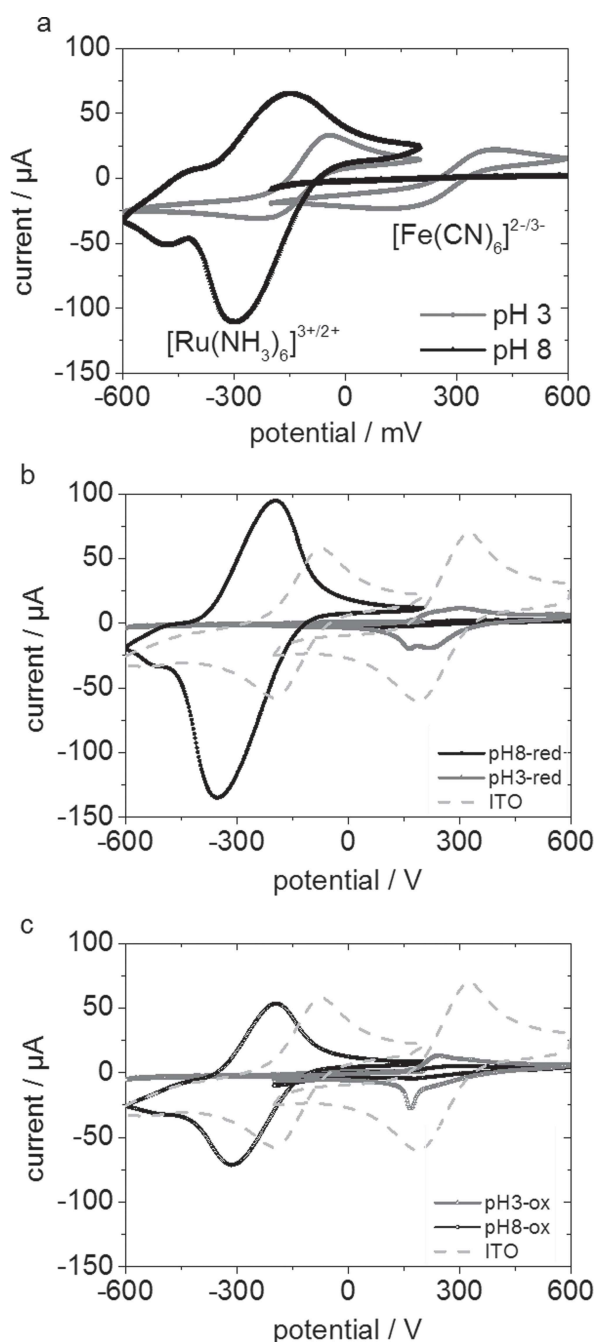 a
100
50
0
-50
-100
-150
current / µA
[Fe(CN)6]2-/3-
[Ru(NH3)6]3+/2+
pH 3
pH 8
-600 -300 0 300 600
potential / mV
b
100
50
0
-50
-100
-150
current / µA
pH8-red
pH3-red
ITO
-600 -300 0 300 600
potential / V
c
100
50
0
-50
-100
-150
current / µA
pH3-ox
pH8-ox
ITO
-600 -300 0 300 600
potential / V